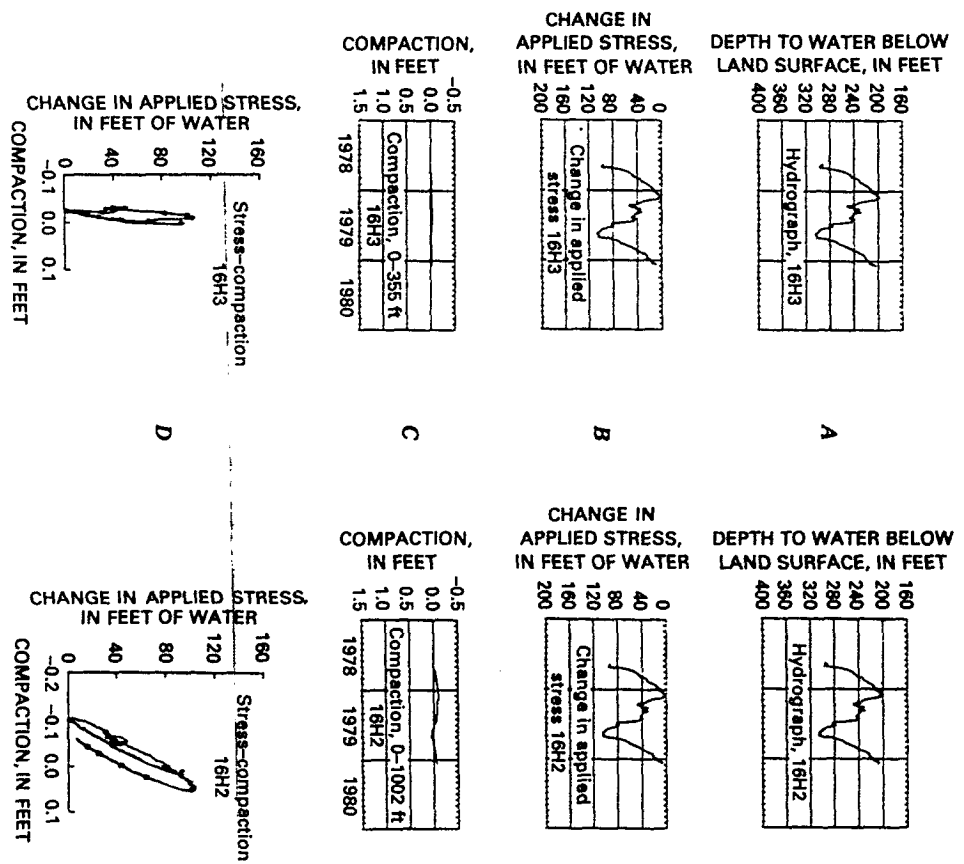 DEPTH TO WATER BELOW
LAND SURFACE, IN FEET
160
200
240
280
320
360
400
Hydrograph, 16H3
A
DEPTH TO WATER BELOW
LAND SURFACE, IN FEET
160
200
240
280
320
360
400
Hydrograph, 16H2
CHANGE IN
APPLIED STRESS,
IN FEET OF WATER
0
40
80
120
160
200
Change in applied
stress 16H3
B
CHANGE IN
APPLIED STRESS,
IN FEET OF WATER
0
40
80
120
160
200
Change in applied
stress 16H2
COMPACTION,
IN FEET
-0.5
0.0
0.5
1.0
1.5
Compaction, 0-355 ft
16H3
1978
1979
1980
C
COMPACTION,
IN FEET
-0.5
0.0
0.5
1.0
1.5
Compaction, 0-1002 ft
16H2
1978
1979
1980
CHANGE IN APPLIED STRESS,
IN FEET OF WATER
160
120
80
40
0
Stress-compaction
16H3
-0.1
0.0
0.1
COMPACTION, IN FEET
D
CHANGE IN APPLIED STRESS,
IN FEET OF WATER
160
120
80
40
0
Stress-compaction
16H2
-0.2
-0.1
0.0
0.1
COMPACTION, IN FEET